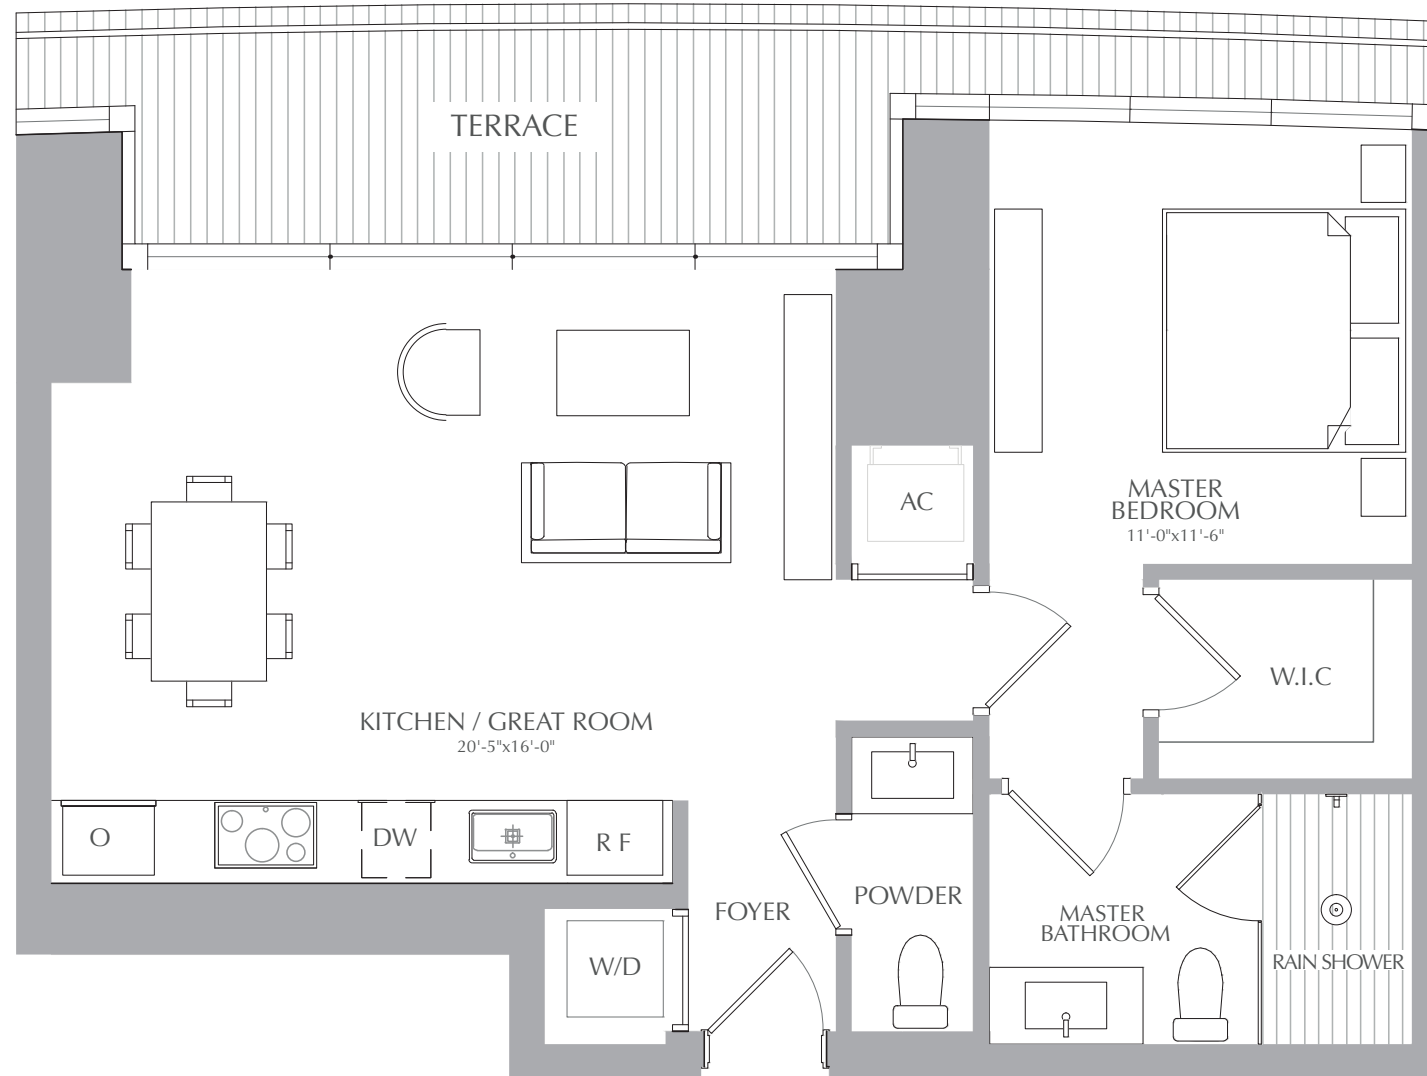 TERRACE
AC
MASTER
BEDROOM
11'-0"x11'-6"
W.I.C
KITCHEN / GREAT ROOM
20'-5"x16'-0"
O
DW
R F
FOYER
POWDER
MASTER
BATHROOM
RAIN SHOWER
W/D